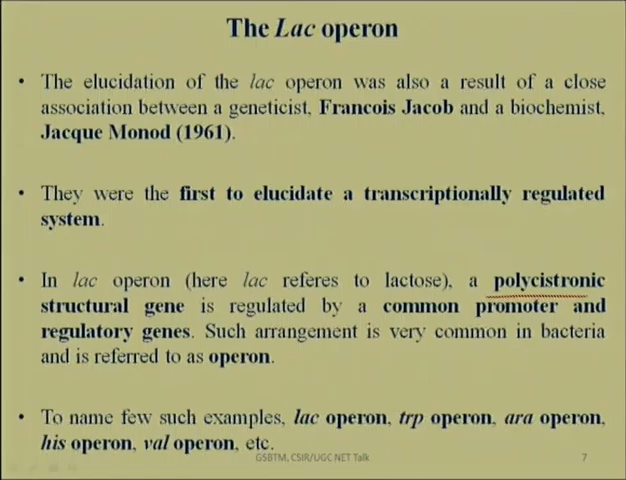 The Lac operon
• The elucidation of the lac operon was also a result of a close
association between a geneticist, Francois Jacob and a biochemist,
Jacque Monod (1961).
• They were the first to elucidate a transcriptionally regulated
system.
• In lac operon (here lac referes to lactose), a polycistronic
structural gene is regulated by a common promoter and
regulatory genes. Such arrangement is very common in bacteria
and is referred to as operon.
• To name few such examples, lac operon, trp operon, ara operon,
his operon, val operon, etc.
GSBTM, CSIR/UGC NET Talk
7